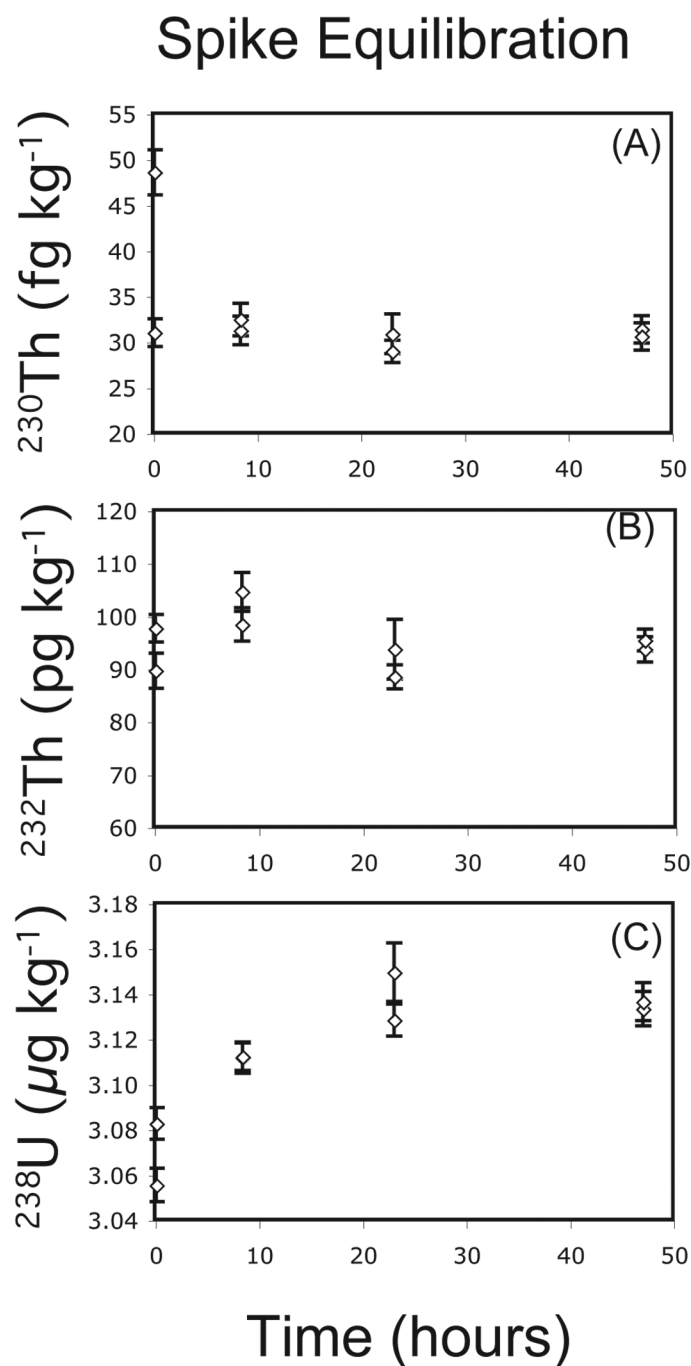 Spike Equilibration
(A)
²³⁰Th (fg kg⁻¹)
55
50
45
40
35
30
25
20
0 10 20 30 40 50
(B)
²³²Th (pg kg⁻¹)
120
110
100
90
80
70
60
0 10 20 30 40 50
(C)
²³⁸U (µg kg⁻¹)
3.18
3.16
3.14
3.12
3.10
3.08
3.06
3.04
0 10 20 30 40 50
Time (hours)